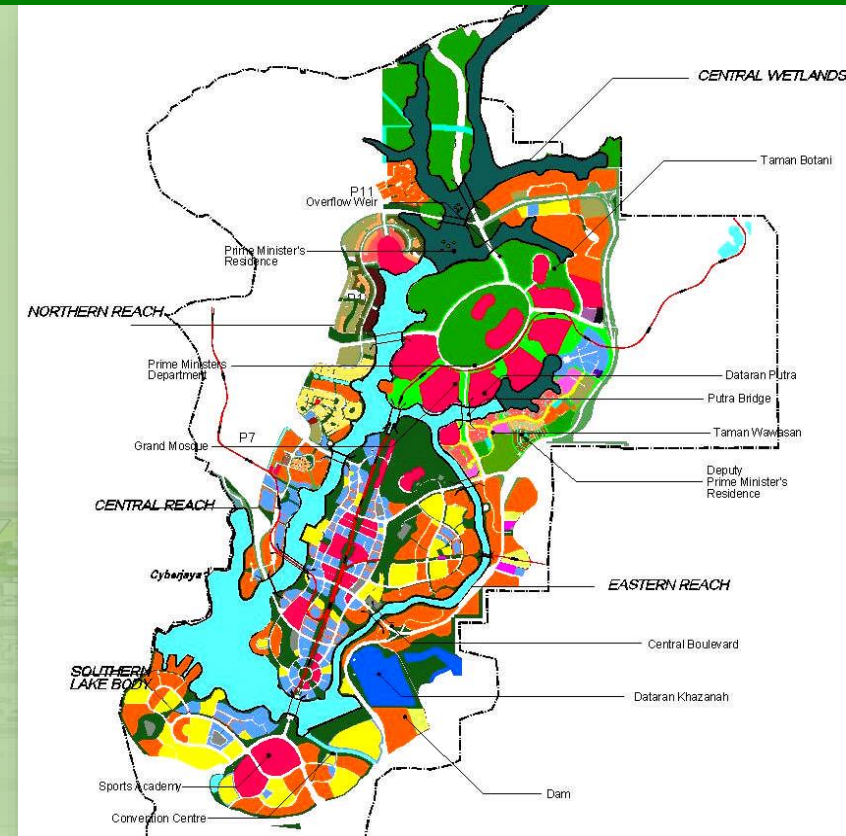 CENTRAL WETLANDS
Taman Botani
P11
Overflow Weir
Prime Minister's
Residence
NORTHERN REACH
Prime Ministers
Department
Dataran Putra
Putra Bridge
Taman Wawasan
Grand Mosque
P7
Deputy
Prime Minister's
Residence
CENTRAL REACH
Cyberjaya
EASTERN REACH
Central Boulevard
SOUTHERN
LAKE BODY
Dataran Khazanah
Sports Academy
Dam
Convention Centre